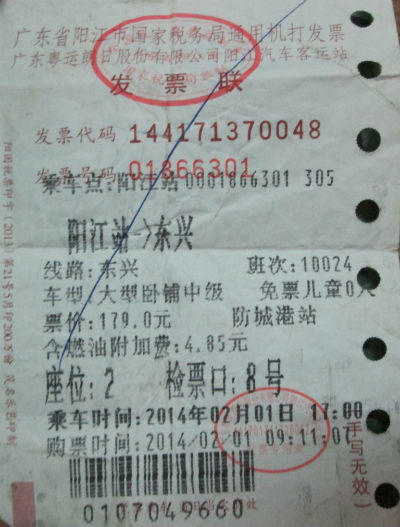 广东省阳江市国家税务局通用机打发票
广东粤运朗日股份有限公司阳江汽车客运站
发票联
发票代码 144171370048
发票号码 01866301
乘车点:阳江站 0001866301 305
阳江站->东兴
线路:东兴 班次:10024
车型:大型卧铺中级 免票儿童0人
票价:179.0元 防城港站
含燃油附加费:4.85元
座位:2 检票口:8号
乘车时间:2014年02月01日 17:00
购票时间:2014/02/01 09:11:07
0107049660
手写无效)